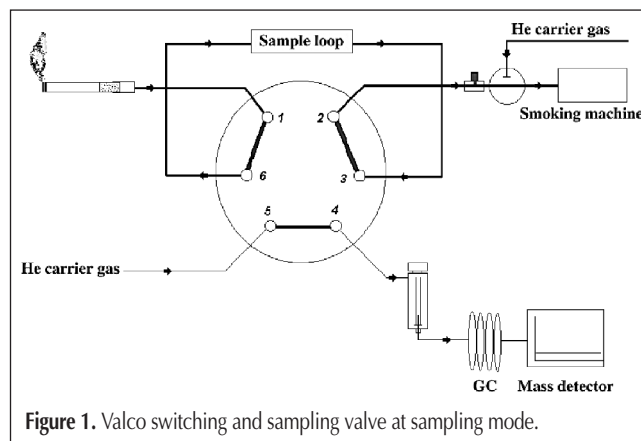 He carrier gas
Sample loop
Smoking machine
1
2
6
3
5
4
He carrier gas
GC
Mass detector
Figure 1. Valco switching and sampling valve at sampling mode.